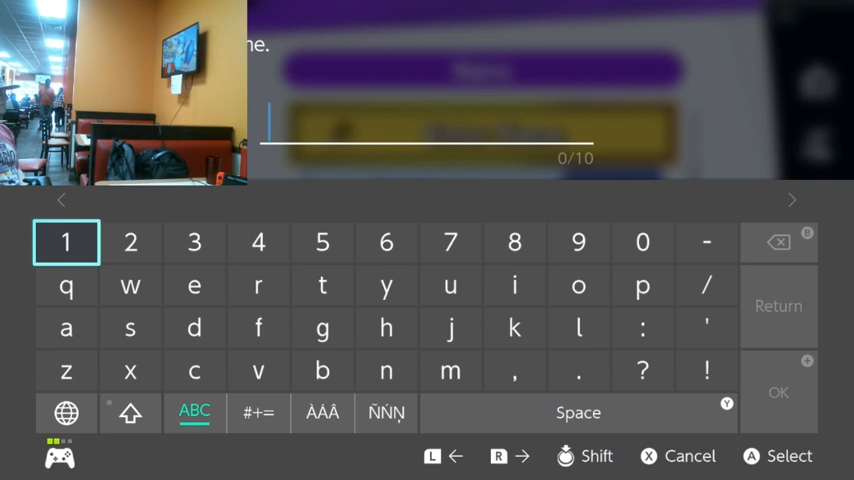 ne.
0/10
1 2 3 4 5 6 7 8 9 0 - B
q w e r t y u i o p / Return
a s d f g h j k l : '
z x c v b n m , . ? ! + OK
ABC #+= ÀÁÂ ÑŃŅ Space Y
L ← R → Shift X Cancel A Select